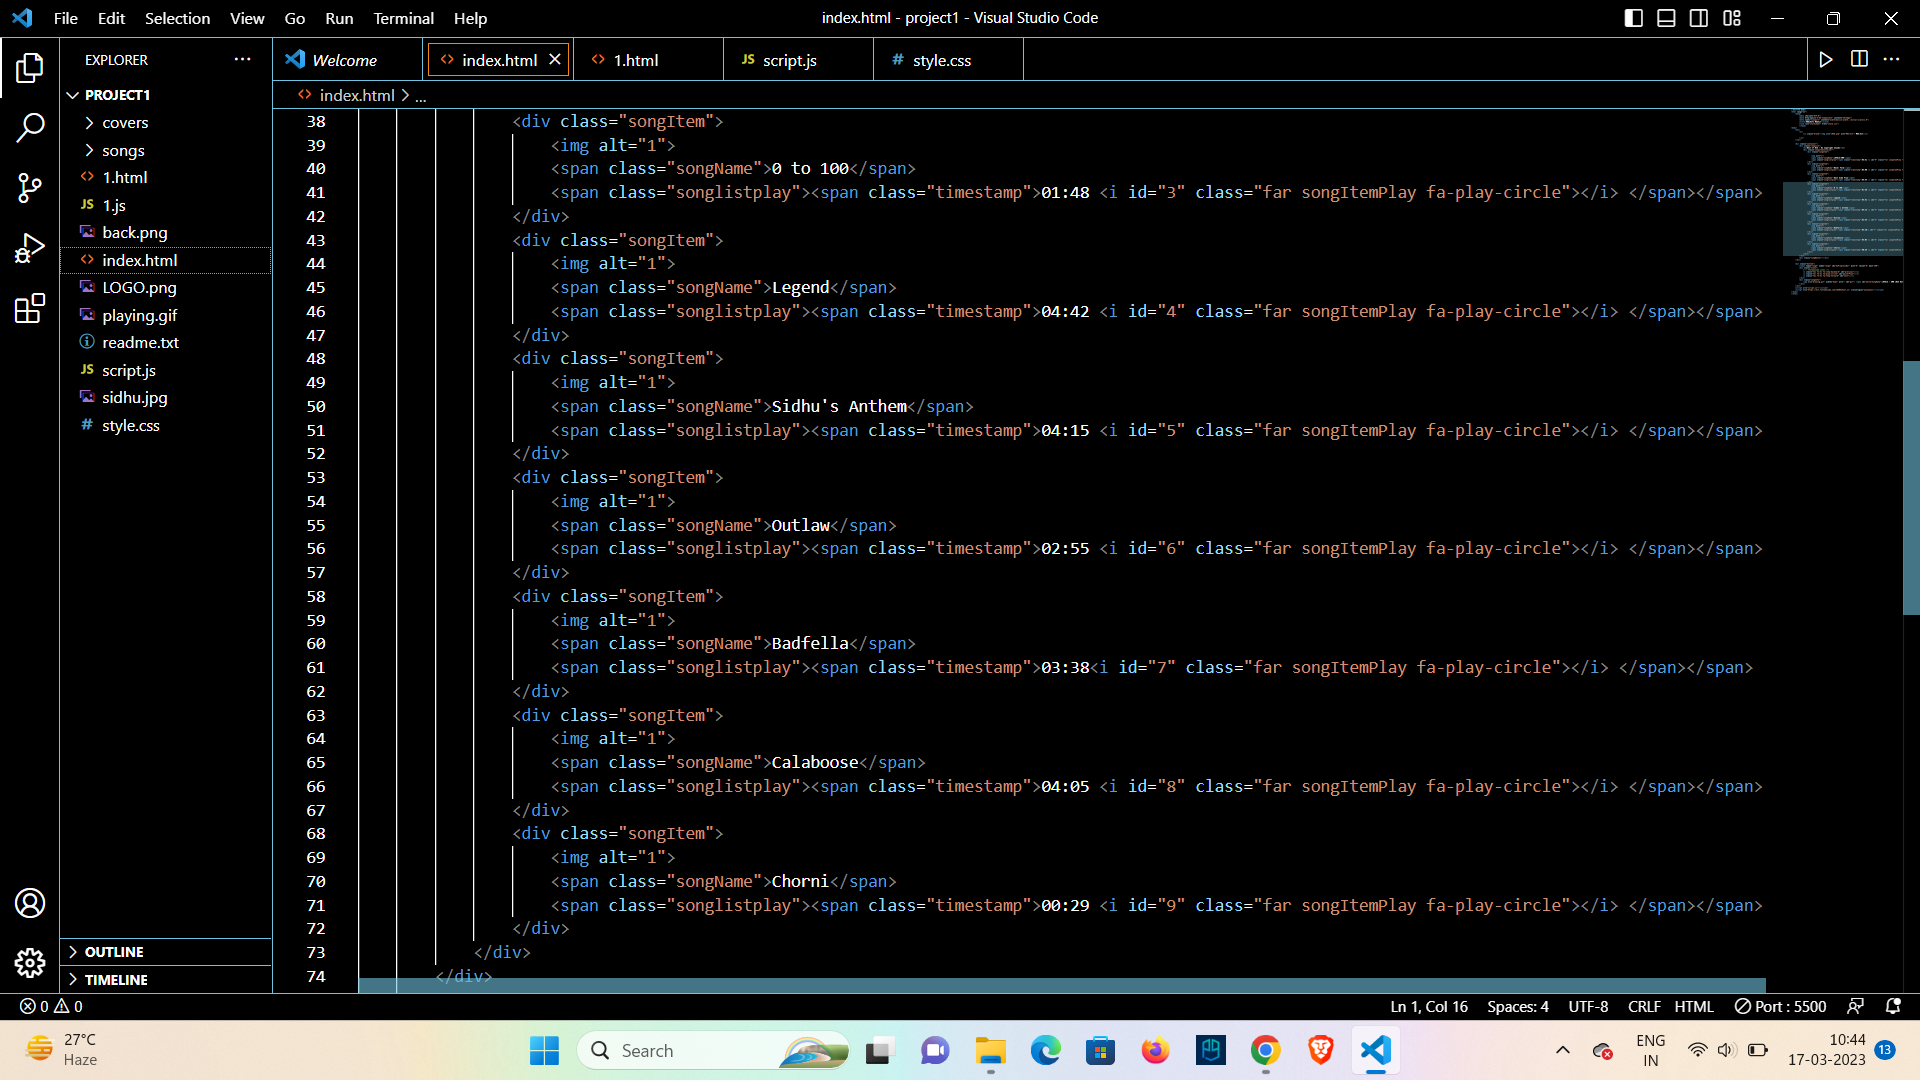 File Edit Selection View Go Run Terminal Help
index.html - project1 - Visual Studio Code
EXPLORER
Welcome
index.html
1.html
JS script.js
# style.css
PROJECT1
index.html > ...
covers
songs
1.html
JS 1.js
back.png
index.html
LOGO.png
playing.gif
readme.txt
JS script.js
sidhu.jpg
# style.css
OUTLINE
TIMELINE
38 <div class="songItem">
39 <img alt="1">
40 <span class="songName">0 to 100</span>
41 <span class="songlistplay"><span class="timestamp">01:48 <i id="3" class="far songItemPlay fa-play-circle"></i> </span></span>
42 </div>
43 <div class="songItem">
44 <img alt="1">
45 <span class="songName">Legend</span>
46 <span class="songlistplay"><span class="timestamp">04:42 <i id="4" class="far songItemPlay fa-play-circle"></i> </span></span>
47 </div>
48 <div class="songItem">
49 <img alt="1">
50 <span class="songName">Sidhu's Anthem</span>
51 <span class="songlistplay"><span class="timestamp">04:15 <i id="5" class="far songItemPlay fa-play-circle"></i> </span></span>
52 </div>
53 <div class="songItem">
54 <img alt="1">
55 <span class="songName">Outlaw</span>
56 <span class="songlistplay"><span class="timestamp">02:55 <i id="6" class="far songItemPlay fa-play-circle"></i> </span></span>
57 </div>
58 <div class="songItem">
59 <img alt="1">
60 <span class="songName">Badfella</span>
61 <span class="songlistplay"><span class="timestamp">03:38<i id="7" class="far songItemPlay fa-play-circle"></i> </span></span>
62 </div>
63 <div class="songItem">
64 <img alt="1">
65 <span class="songName">Calaboose</span>
66 <span class="songlistplay"><span class="timestamp">04:05 <i id="8" class="far songItemPlay fa-play-circle"></i> </span></span>
67 </div>
68 <div class="songItem">
69 <img alt="1">
70 <span class="songName">Chorni</span>
71 <span class="songlistplay"><span class="timestamp">00:29 <i id="9" class="far songItemPlay fa-play-circle"></i> </span></span>
72 </div>
73 </div>
74 </div>
0 0
Ln 1, Col 16 Spaces: 4 UTF-8 CRLF HTML Port : 5500
27°C
Haze
Search
ENG
IN
10:44
17-03-2023
13